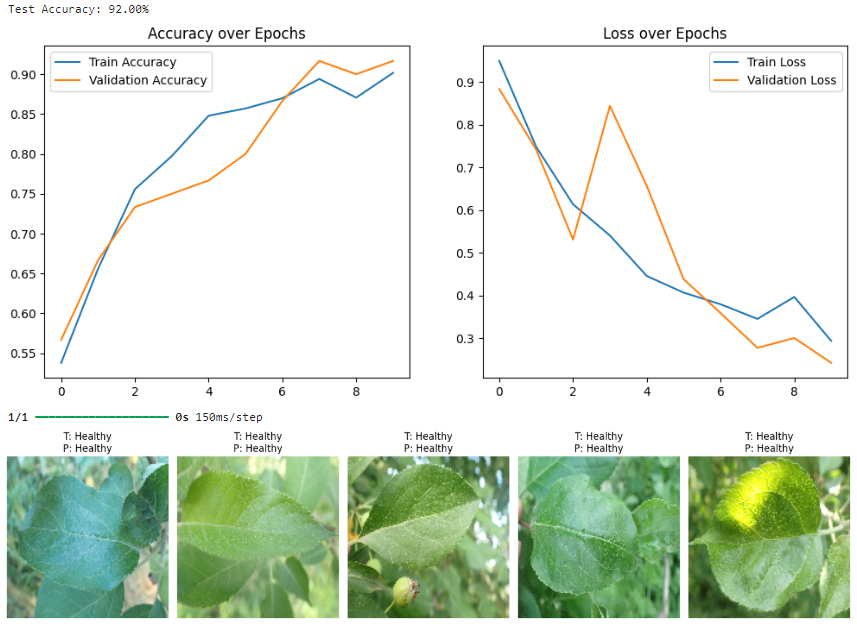 Test Accuracy: 92.00%
Accuracy over Epochs
Train Accuracy
Validation Accuracy
0.90
0.85
0.80
0.75
0.70
0.65
0.60
0.55
0 2 4 6 8
Loss over Epochs
Train Loss
Validation Loss
0.9
0.8
0.7
0.6
0.5
0.4
0.3
0 2 4 6 8
1/1 0s 150ms/step
T: Healthy
P: Healthy
T: Healthy
P: Healthy
T: Healthy
P: Healthy
T: Healthy
P: Healthy
T: Healthy
P: Healthy